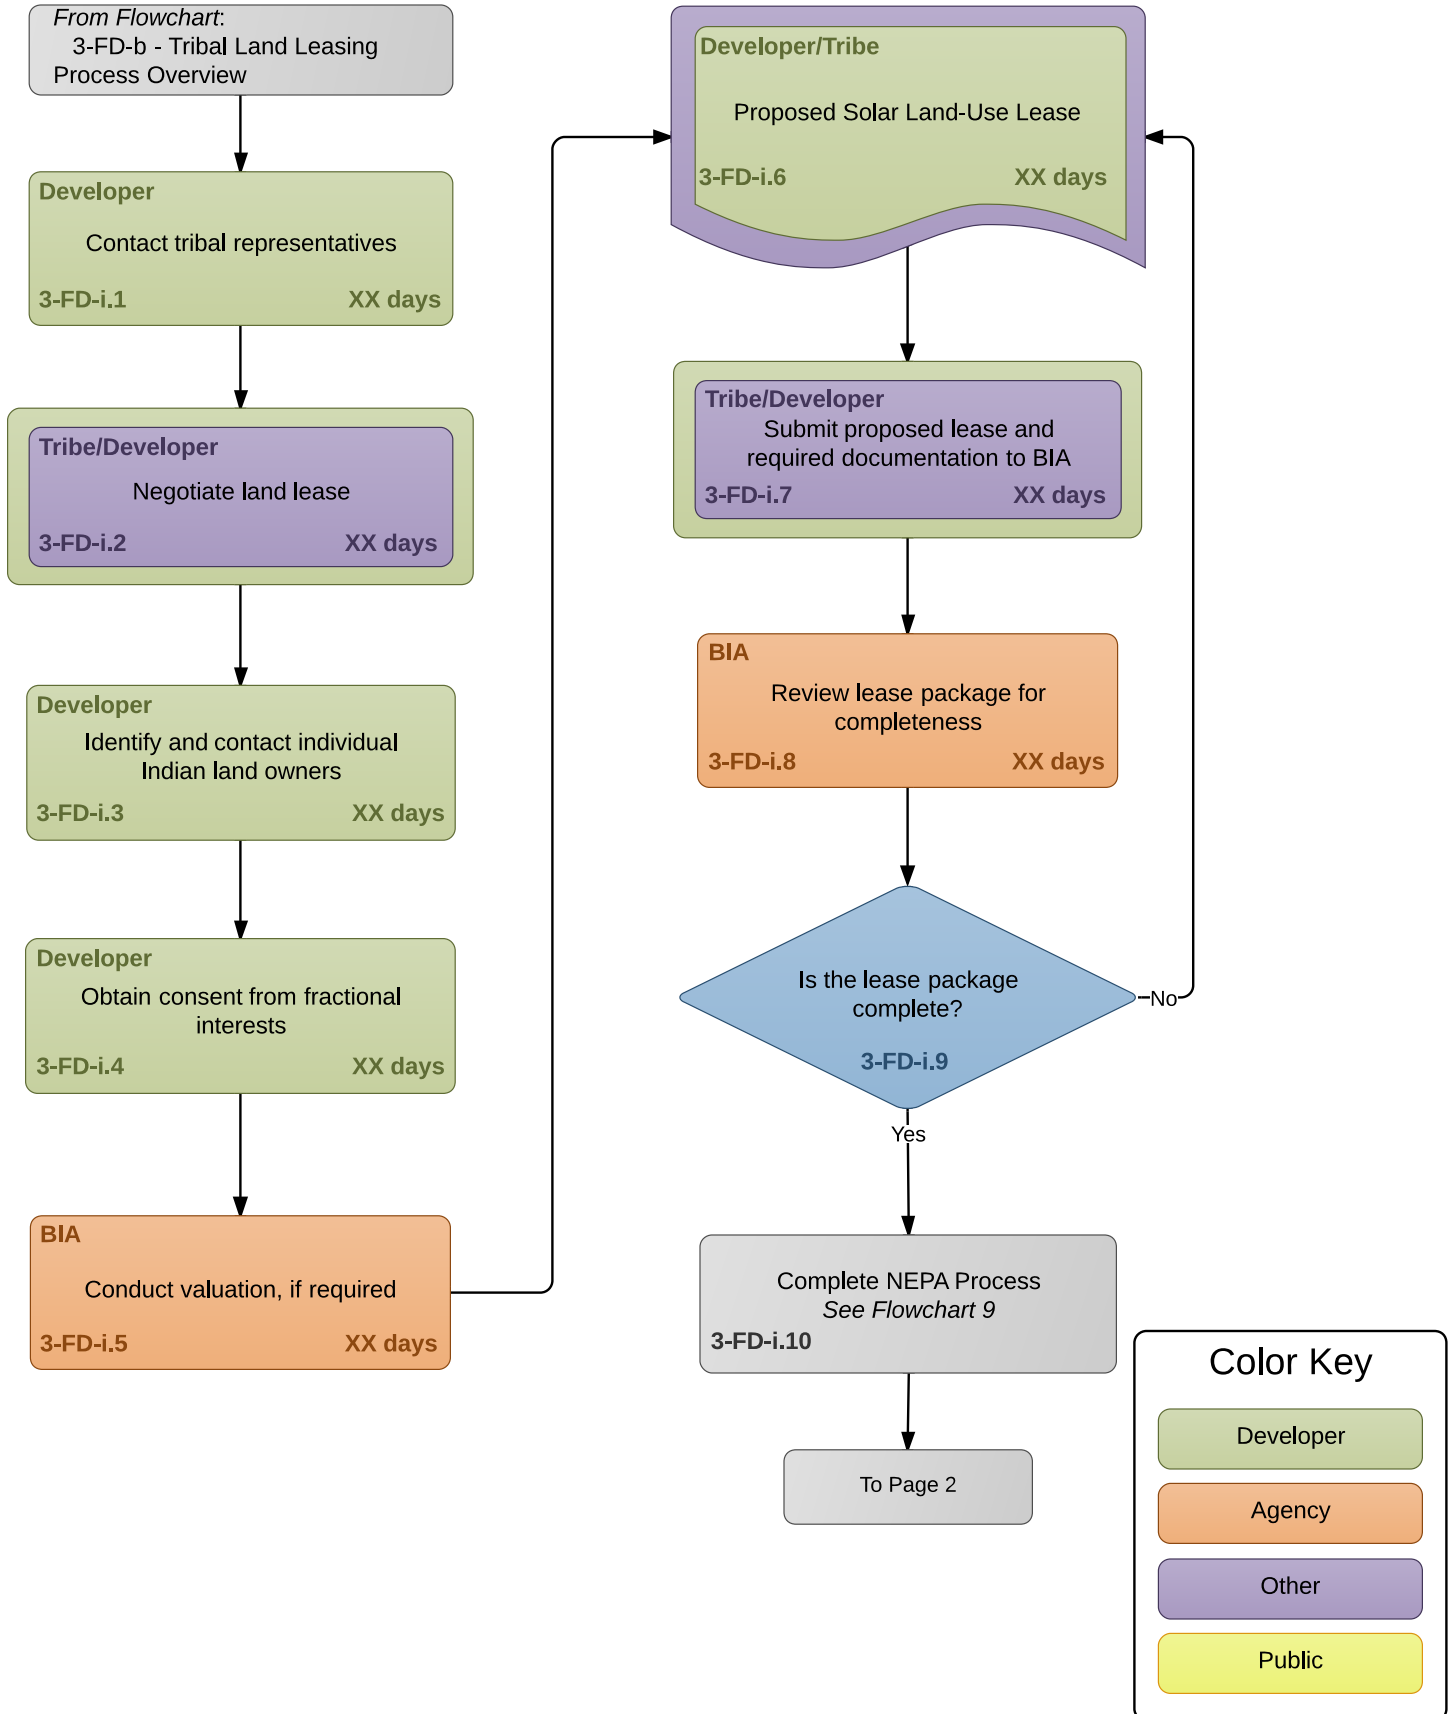 From Flowchart:
3-FD-b - Tribal Land Leasing
Process Overview
Developer
Contact tribal representatives
3-FD-i.1 XX days
Tribe/Developer
Negotiate land lease
3-FD-i.2 XX days
Developer
Identify and contact individual
Indian land owners
3-FD-i.3 XX days
Developer
Obtain consent from fractional
interests
3-FD-i.4 XX days
BIA
Conduct valuation, if required
3-FD-i.5 XX days
Developer/Tribe
Proposed Solar Land-Use Lease
3-FD-i.6 XX days
Tribe/Developer
Submit proposed lease and
required documentation to BIA
3-FD-i.7 XX days
BIA
Review lease package for
completeness
3-FD-i.8 XX days
Is the lease package
complete?
3-FD-i.9
No
Yes
Complete NEPA Process
See Flowchart 9
3-FD-i.10
To Page 2
Color Key
Developer
Agency
Other
Public